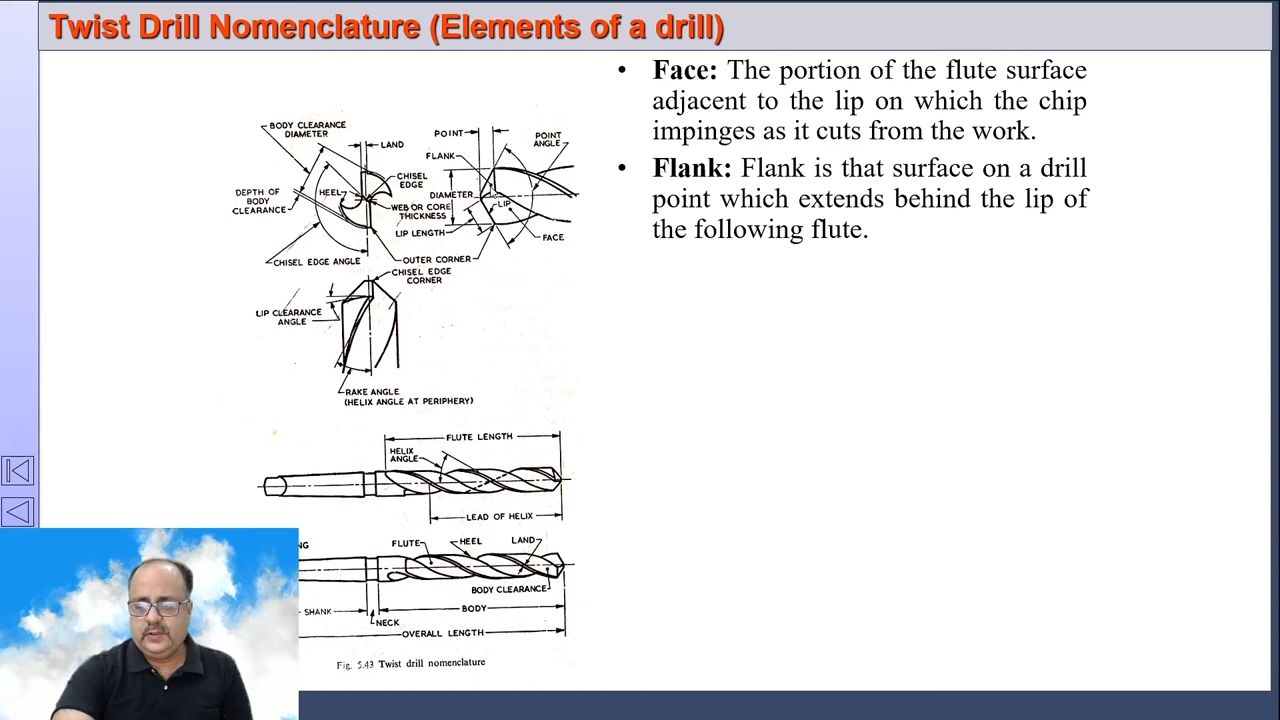 Twist Drill Nomenclature (Elements of a drill)
• Face: The portion of the flute surface
adjacent to the lip on which the chip
impinges as it cuts from the work.
• Flank: Flank is that surface on a drill
point which extends behind the lip of
the following flute.
BODY CLEARANCE
DIAMETER
LAND
CHISEL
EDGE
HEEL
DEPTH OF
BODY
CLEARANCE
WEB OR CORE
THICKNESS
CHISEL EDGE ANGLE
OUTER CORNER
POINT
POINT
ANGLE
FLANK
DIAMETER
LIP
LIP LENGTH
FACE
CHISEL EDGE
CORNER
LIP CLEARANCE
ANGLE
RAKE ANGLE
(HELIX ANGLE AT PERIPHERY)
FLUTE LENGTH
HELIX
ANGLE
LEAD OF HELIX
NG
FLUTE
HEEL
LAND
BODY CLEARANCE
SHANK
BODY
NECK
OVERALL LENGTH
Fig. 5.43 Twist drill nomenclature